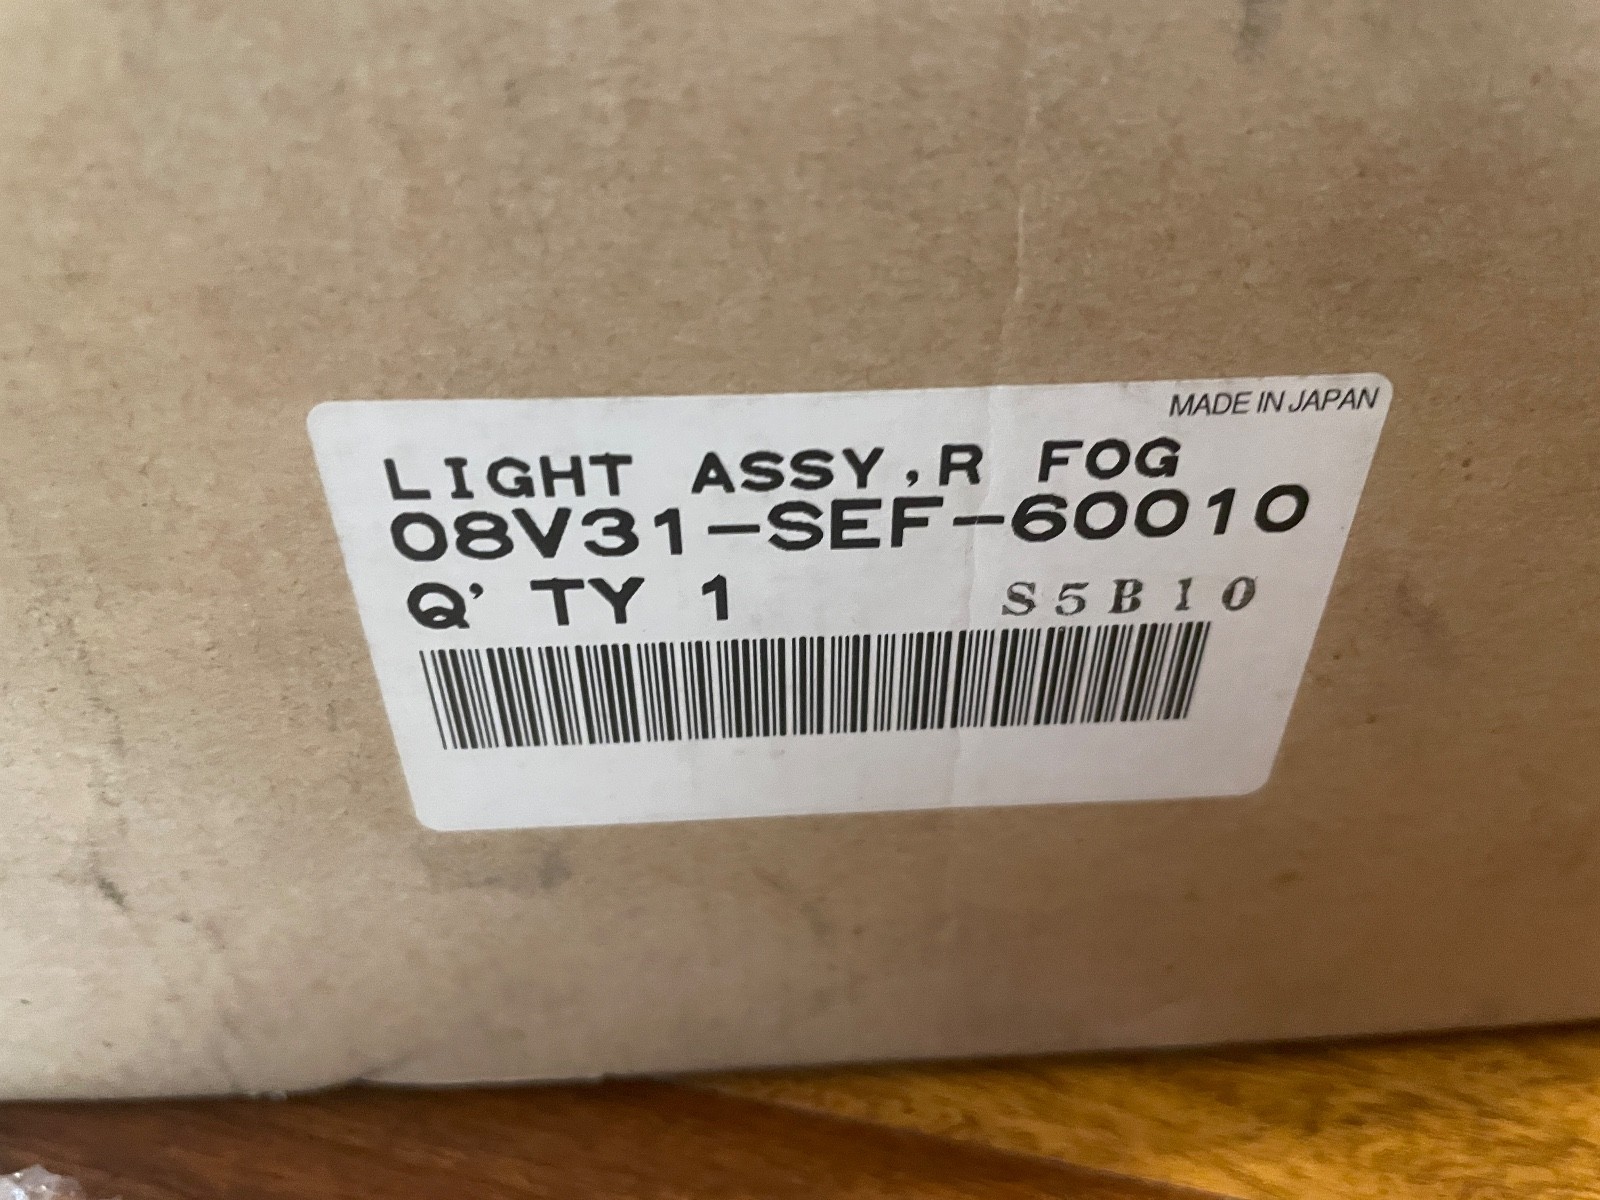 MADE IN JAPAN
LIGHT ASSY,R FOG
08V31-SEF-60010
Q'TY 1 S5B10